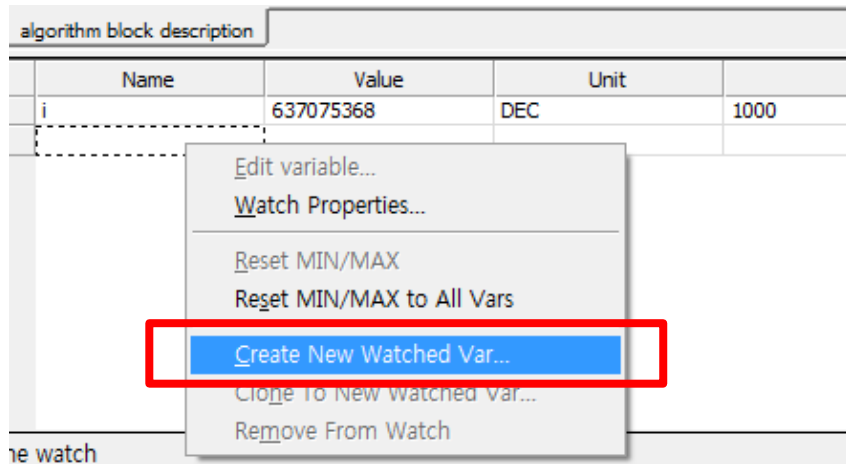 algorithm block description
Name Value Unit
i 637075368 DEC 1000
Edit variable...
Watch Properties...
Reset MIN/MAX
Reset MIN/MAX to All Vars
Create New Watched Var...
Clone To New Watched Var...
Remove From Watch
watch